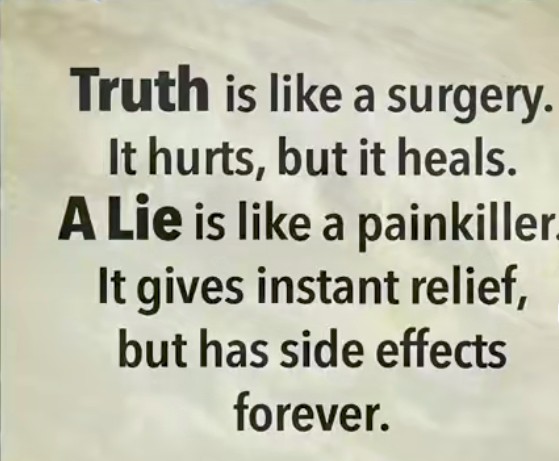 Truth is like a surgery.
It hurts, but it heals.
A Lie is like a painkiller.
It gives instant relief,
but has side effects
forever.